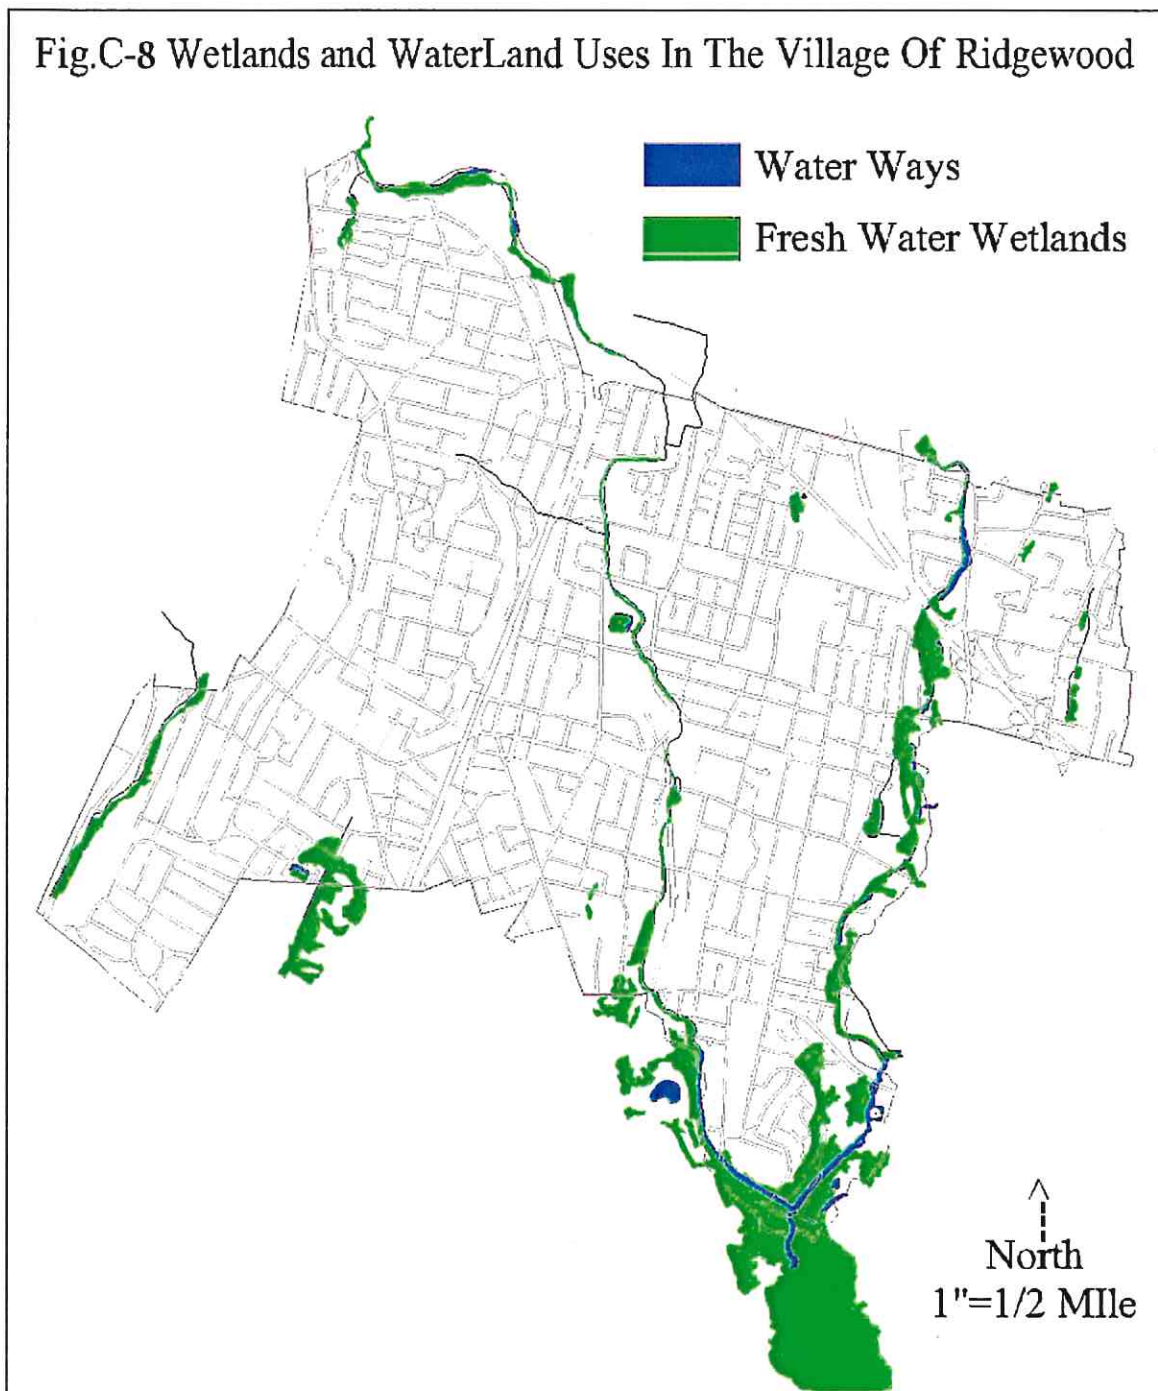 Fig.C-8 Wetlands and WaterLand Uses In The Village Of Ridgewood
Water Ways
Fresh Water Wetlands
North
1"=1/2 MIle